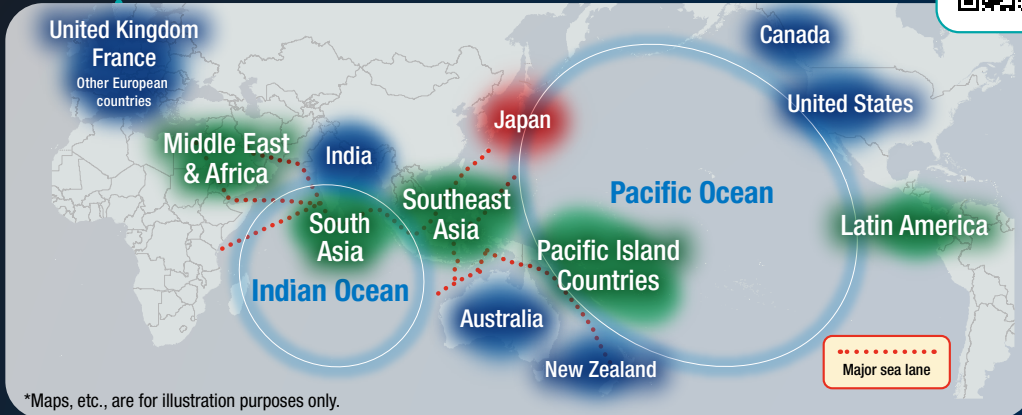 United Kingdom
France
Other European
countries
Canada
United States
Japan
Middle East
& Africa
India
Southeast
Asia
South
Asia
Pacific Ocean
Pacific Island
Countries
Latin America
Indian Ocean
Australia
New Zealand
Major sea lane
*Maps, etc., are for illustration purposes only.